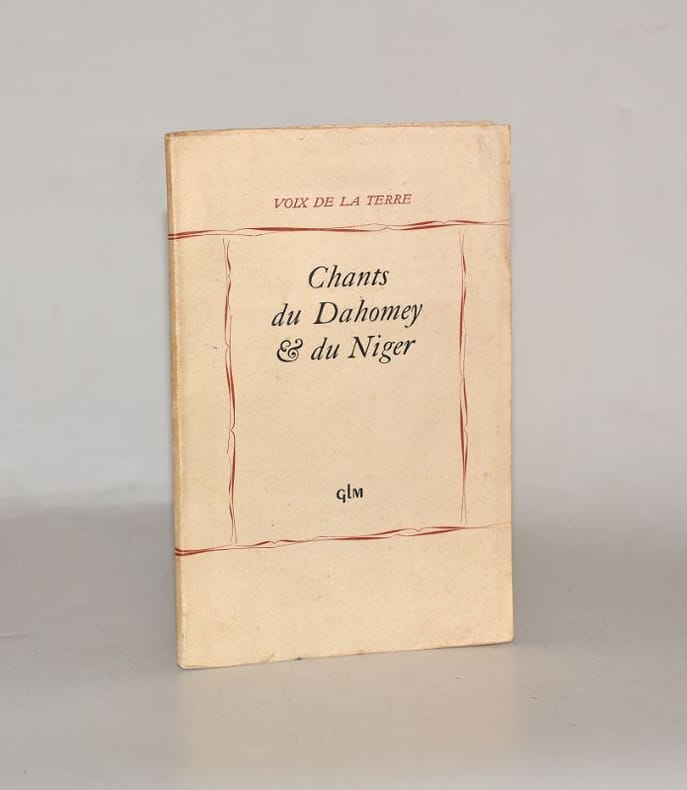 VOIX DE LA TERRE
Chants
du Dahomey
& du Niger
GLM